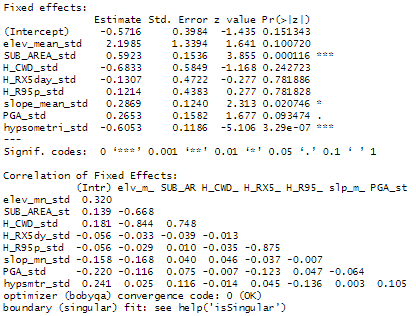 Fixed effects:
Estimate Std. Error z value Pr(>|z|)
(Intercept) -0.5716 0.3984 -1.435 0.151343
elev_mean_std 2.1985 1.3394 1.641 0.100720
SUB_AREA_std 0.5923 0.1536 3.855 0.000116 ***
H_CWD_std -0.6833 0.5849 -1.168 0.242723
H_RX5day_std -0.1307 0.4722 -0.277 0.781886
H_R95p_std 0.1214 0.4383 0.277 0.781828
slope_mean_std 0.2869 0.1240 2.313 0.020746 *
PGA_std 0.2653 0.1582 1.677 0.093474 .
hypsometri_std -0.6053 0.1186 -5.106 3.29e-07 ***
---
Signif. codes: 0 ‘***’ 0.001 ‘**’ 0.01 ‘*’ 0.05 ‘.’ 0.1 ‘ ’ 1
Correlation of Fixed Effects:
(Intr) elv_m_ SUB_AR H_CWD_ H_RX5_ H_R95_ slp_m_ PGA_st
elev_mn_std 0.320
SUB_AREA_st 0.139 -0.668
H_CWD_std 0.181 -0.844 0.748
H_RX5dy_std -0.056 -0.033 -0.039 -0.013
H_R95p_std -0.056 -0.029 0.010 -0.035 -0.875
slop_mn_std -0.158 -0.168 0.040 0.046 -0.037 -0.007
PGA_std -0.220 -0.116 0.075 -0.007 -0.123 0.047 -0.064
hypsmtr_std 0.241 0.025 0.116 -0.014 0.045 -0.136 0.003 0.105
optimizer (bobyqa) convergence code: 0 (OK)
boundary (singular) fit: see help('isSingular')